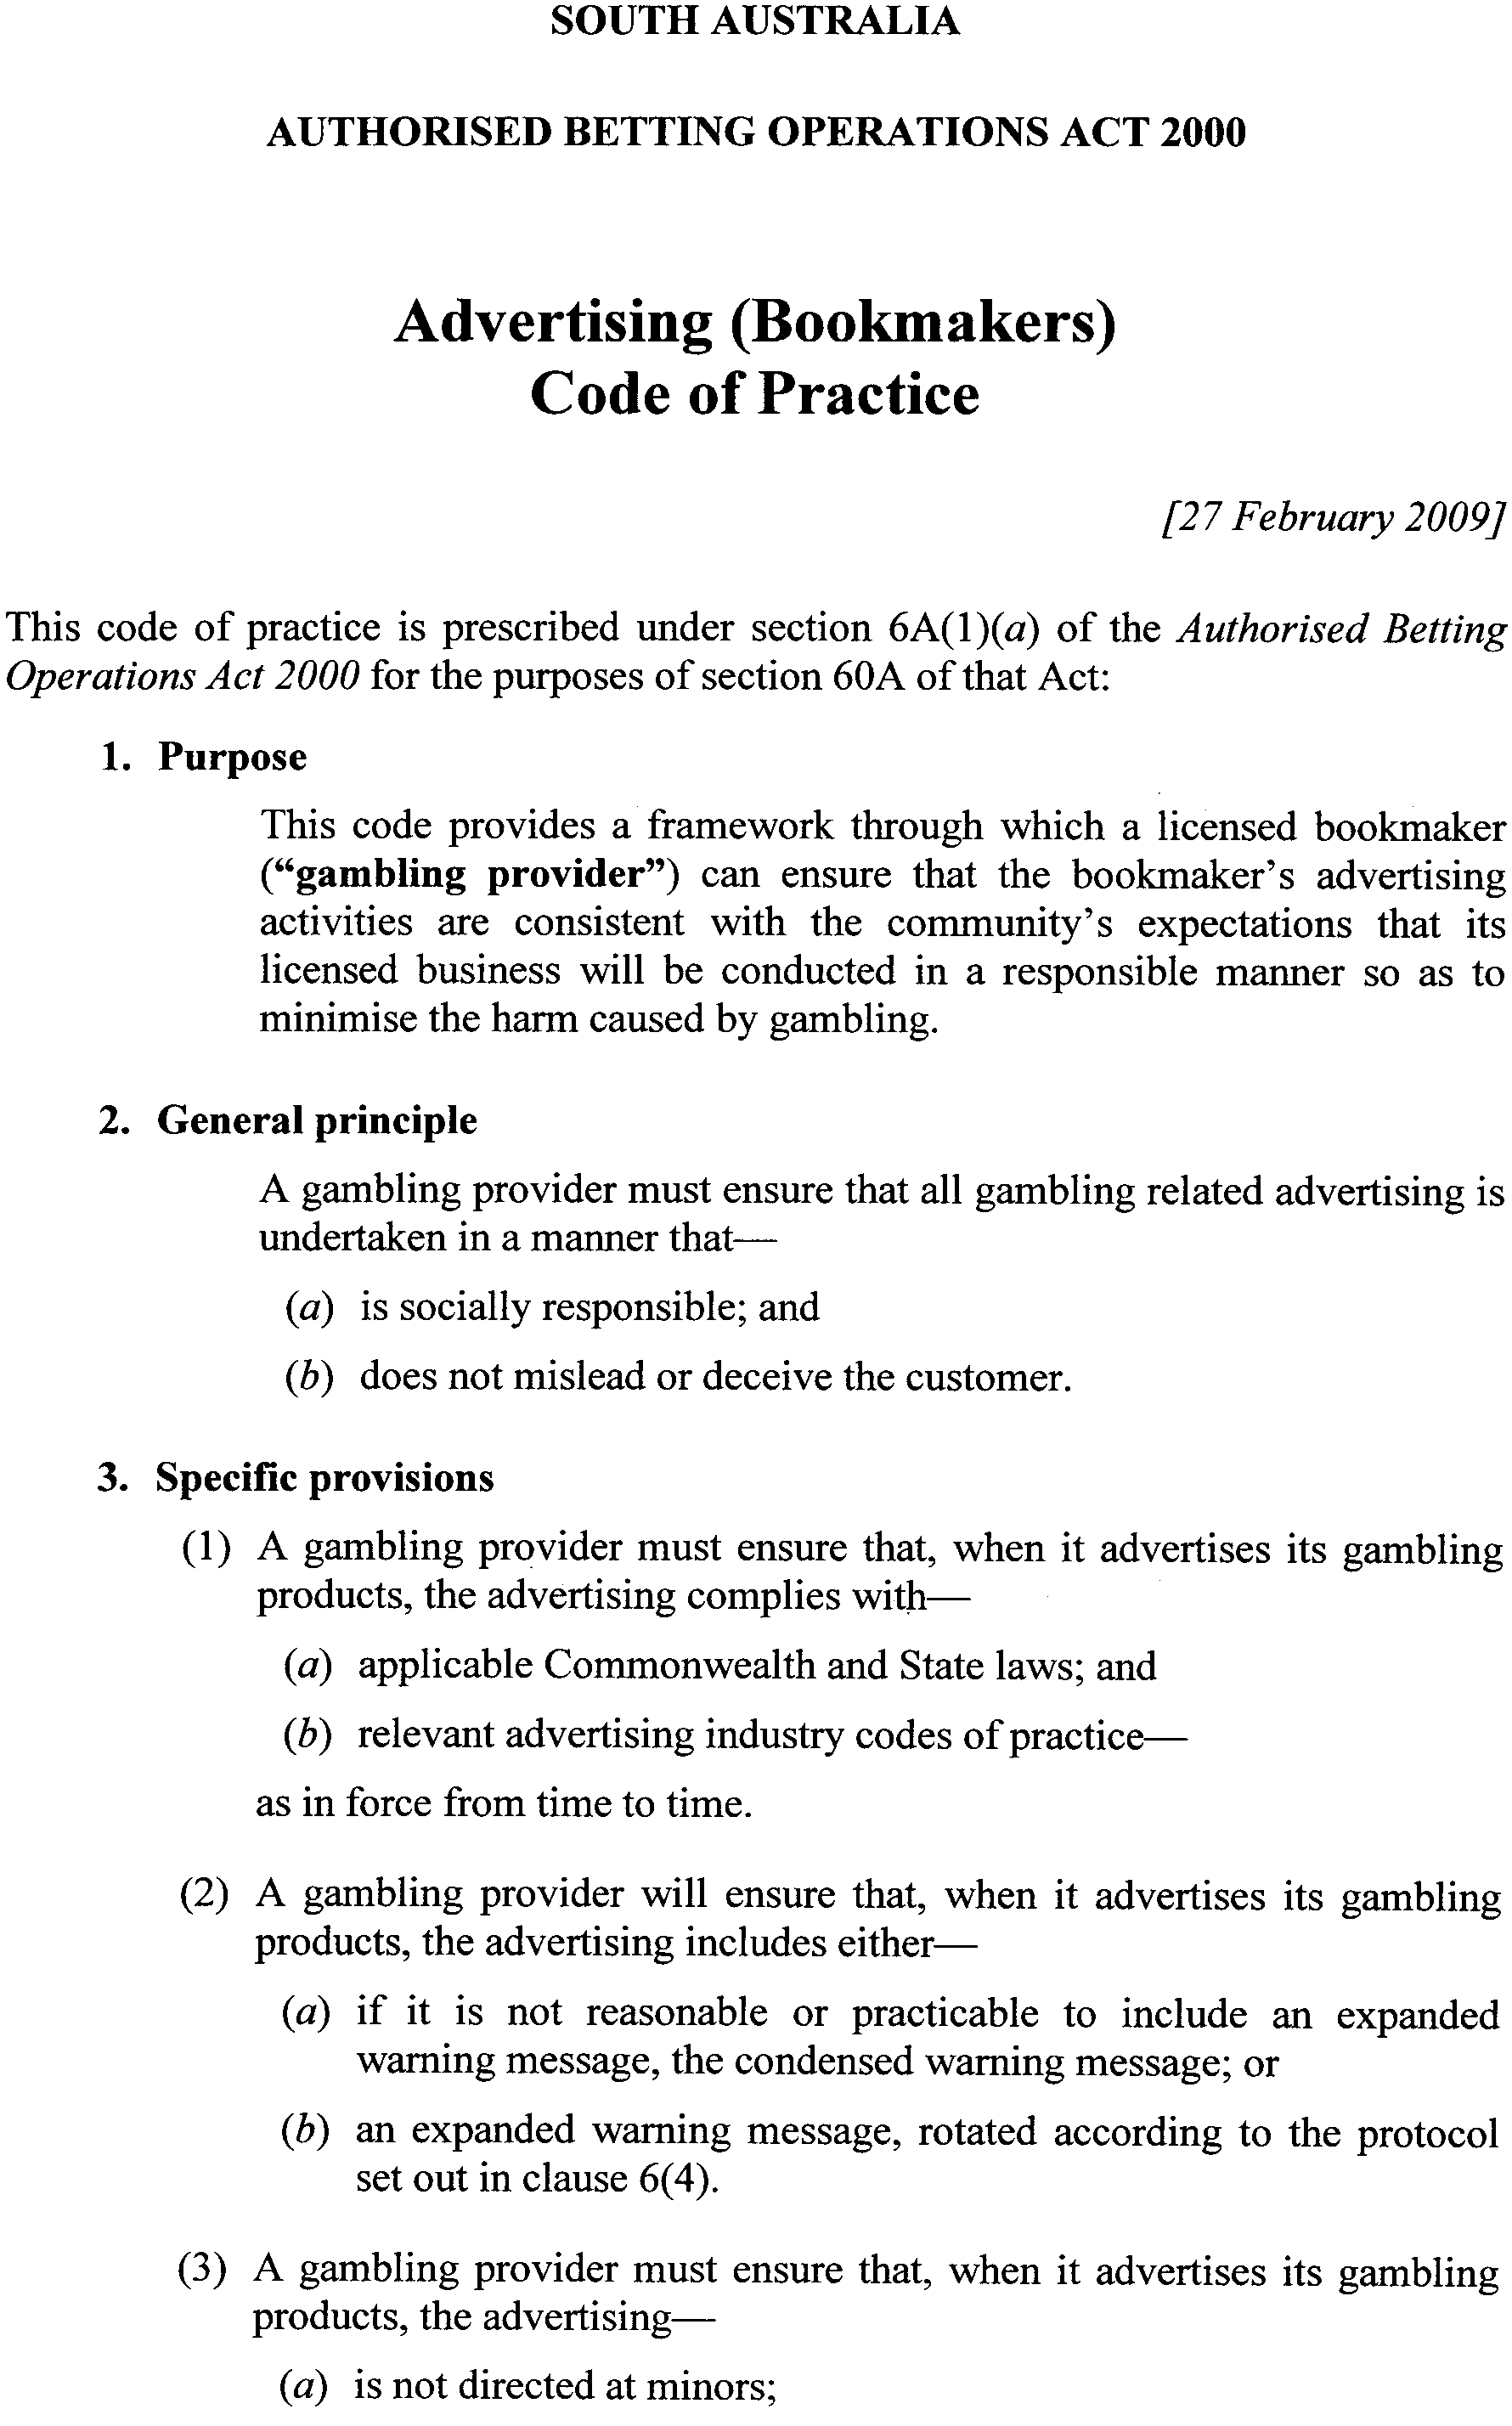 SOUTH AUSTRALIA
AUTHORISED BETTING OPERATIONS ACT 2000
Advertising (Bookmakers)
Code of Practice
[27 February 2009]
This code of practice is prescribed under section 6A(1)(a) of the Authorised Betting
Operations Act 2000 for the purposes of section 60A of that Act:
1. Purpose
This code provides a framework through which a licensed bookmaker
(“gambling provider”) can ensure that the bookmaker’s advertising
activities are consistent with the community’s expectations that its
licensed business will be conducted in a responsible manner so as to
minimise the harm caused by gambling.
2. General principle
A gambling provider must ensure that all gambling related advertising is
undertaken in a manner that—
(a) is socially responsible; and
(b) does not mislead or deceive the customer.
3. Specific provisions
(1) A gambling provider must ensure that, when it advertises its gambling
products, the advertising complies with—
(a) applicable Commonwealth and State laws; and
(b) relevant advertising industry codes of practice—
as in force from time to time.
(2) A gambling provider will ensure that, when it advertises its gambling
products, the advertising includes either—
(a) if it is not reasonable or practicable to include an expanded
warning message, the condensed warning message; or
(b) an expanded warning message, rotated according to the protocol
set out in clause 6(4).
(3) A gambling provider must ensure that, when it advertises its gambling
products, the advertising—
(a) is not directed at minors;